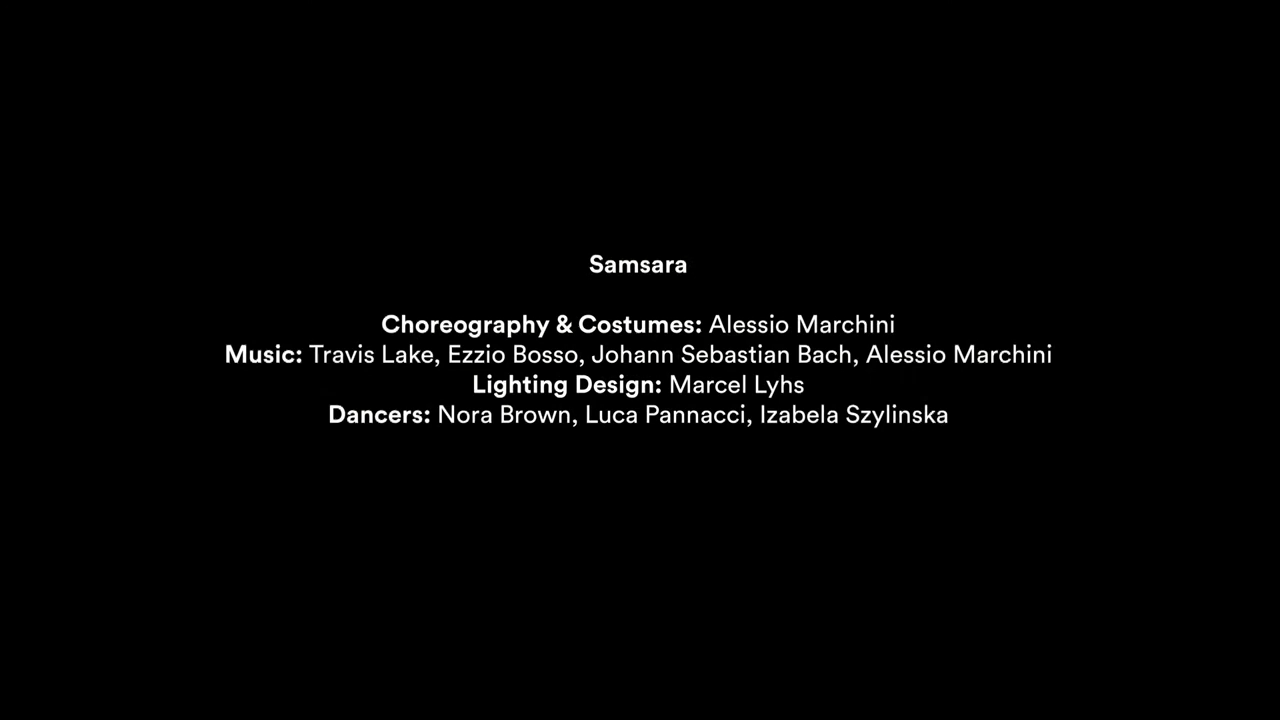 Samsara
Choreography & Costumes: Alessio Marchini
Music: Travis Lake, Ezzio Bosso, Johann Sebastian Bach, Alessio Marchini
Lighting Design: Marcel Lyhs
Dancers: Nora Brown, Luca Pannacci, Izabela Szylinska